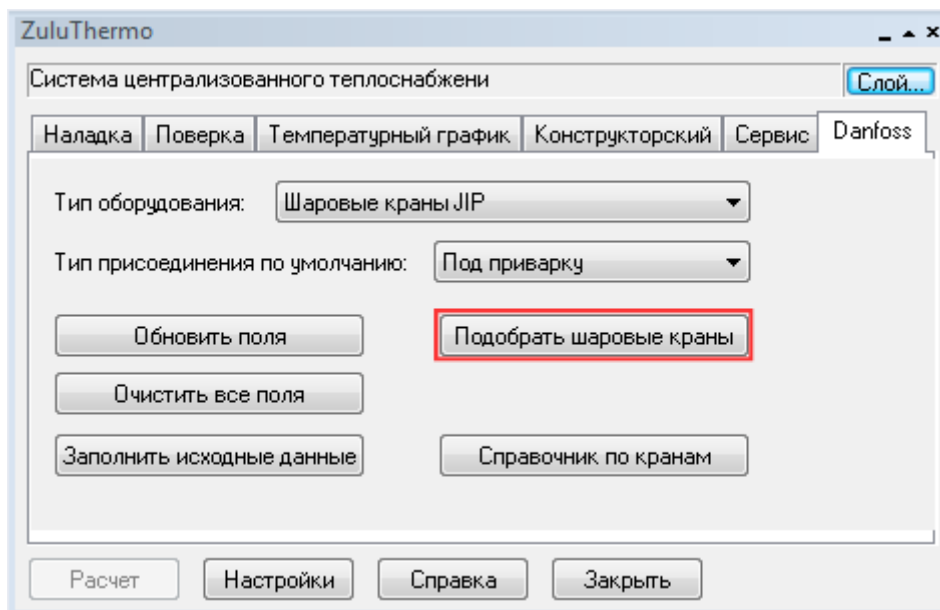 ZuluThermo
Система централизованного теплоснабжени
Слой...
Наладка Поверка Температурный график Конструкторский Сервис Danfoss
Тип оборудования: Шаровые краны JIP
Тип присоединения по умолчанию: Под приварку
Обновить поля Подобрать шаровые краны
Очистить все поля
Заполнить исходные данные Справочник по кранам
Расчет Настройки Справка Закрыть